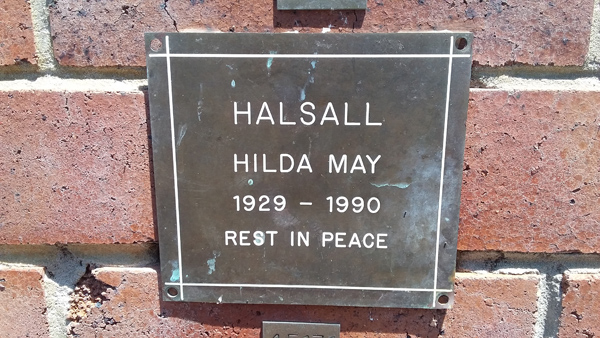 HALSALL
HILDA MAY
1929 – 1990
REST IN PEACE